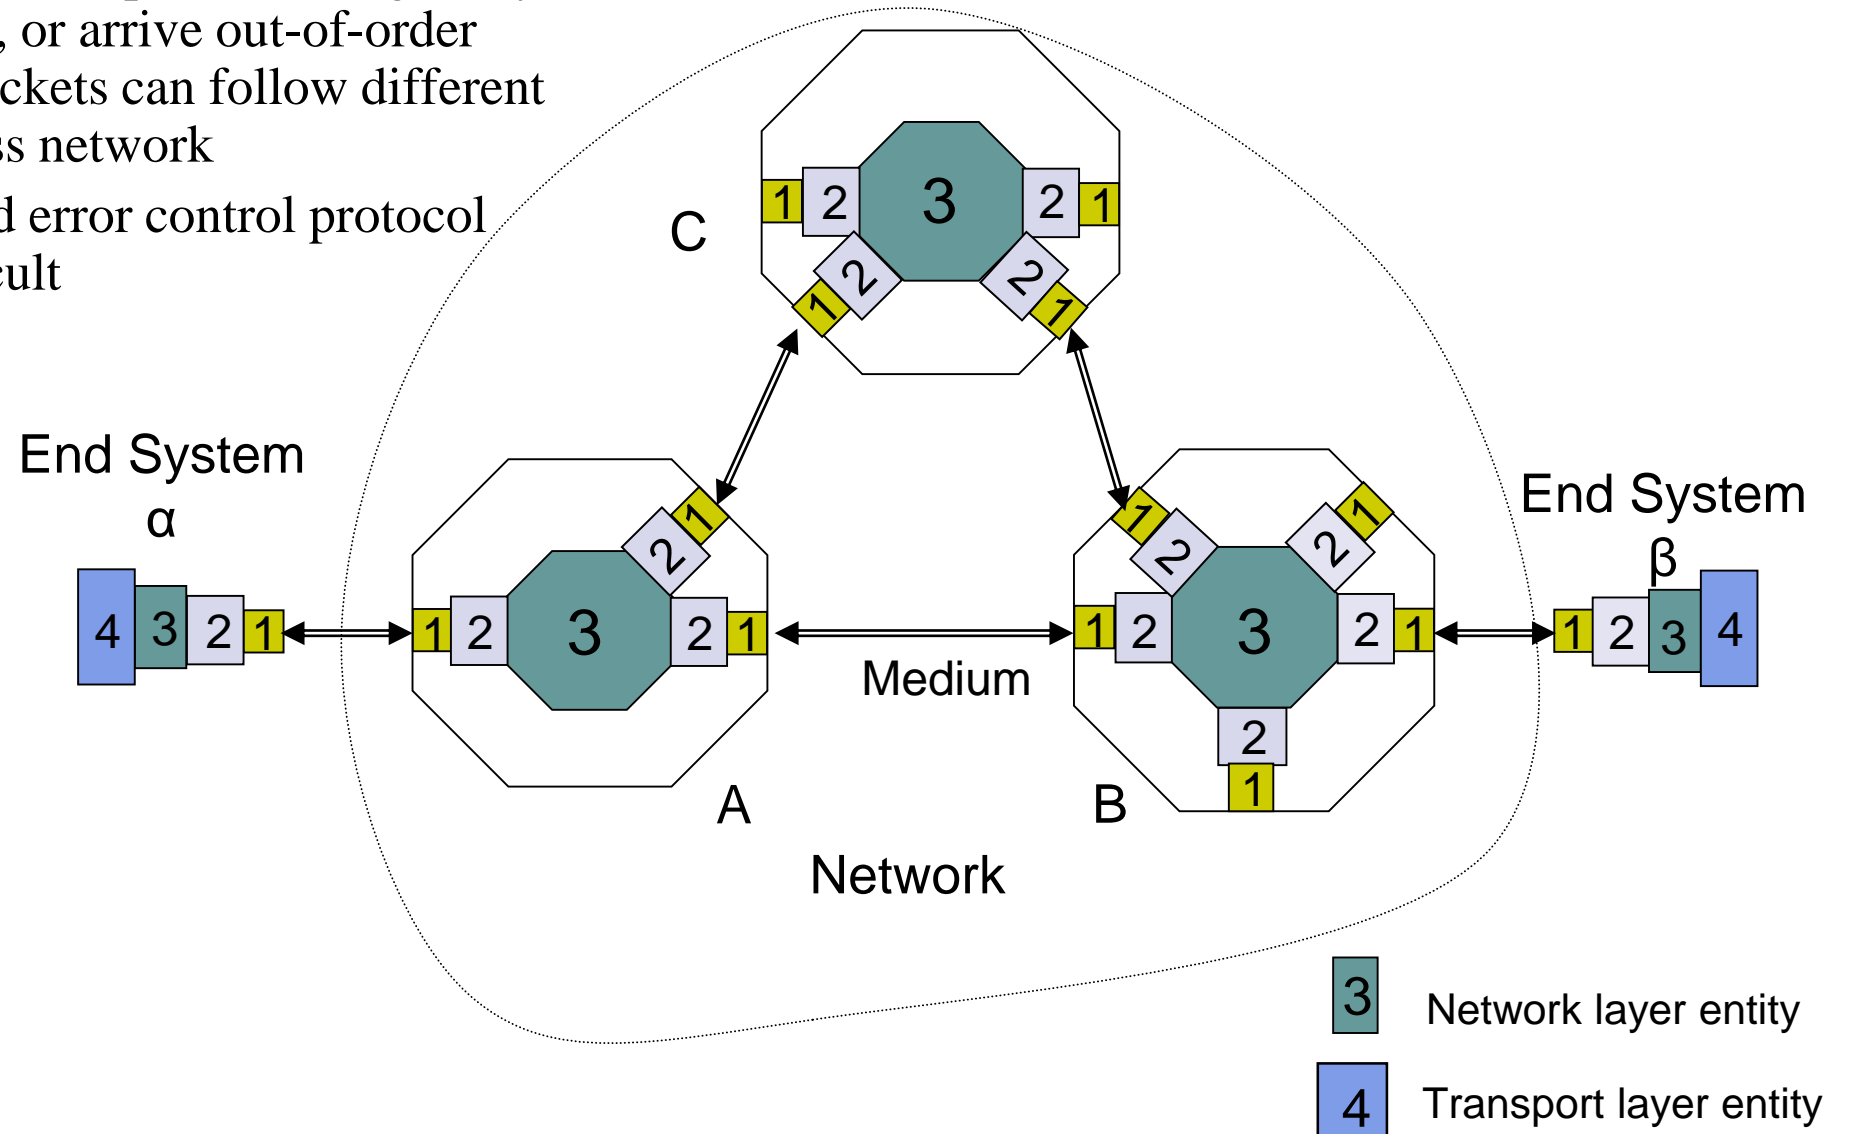 , or arrive out-of-order
ckets can follow different
ss network
d error control protocol
cult
1 2 3 2 1
C
2 2
1 1
End System
α
End System
β
1 1 1
2 2 2
4 3 2 1
1 2 3 2 1
1 2 3 2 1
1 2 3 4
Medium
2
1
A
B
Network
3 Network layer entity
4 Transport layer entity